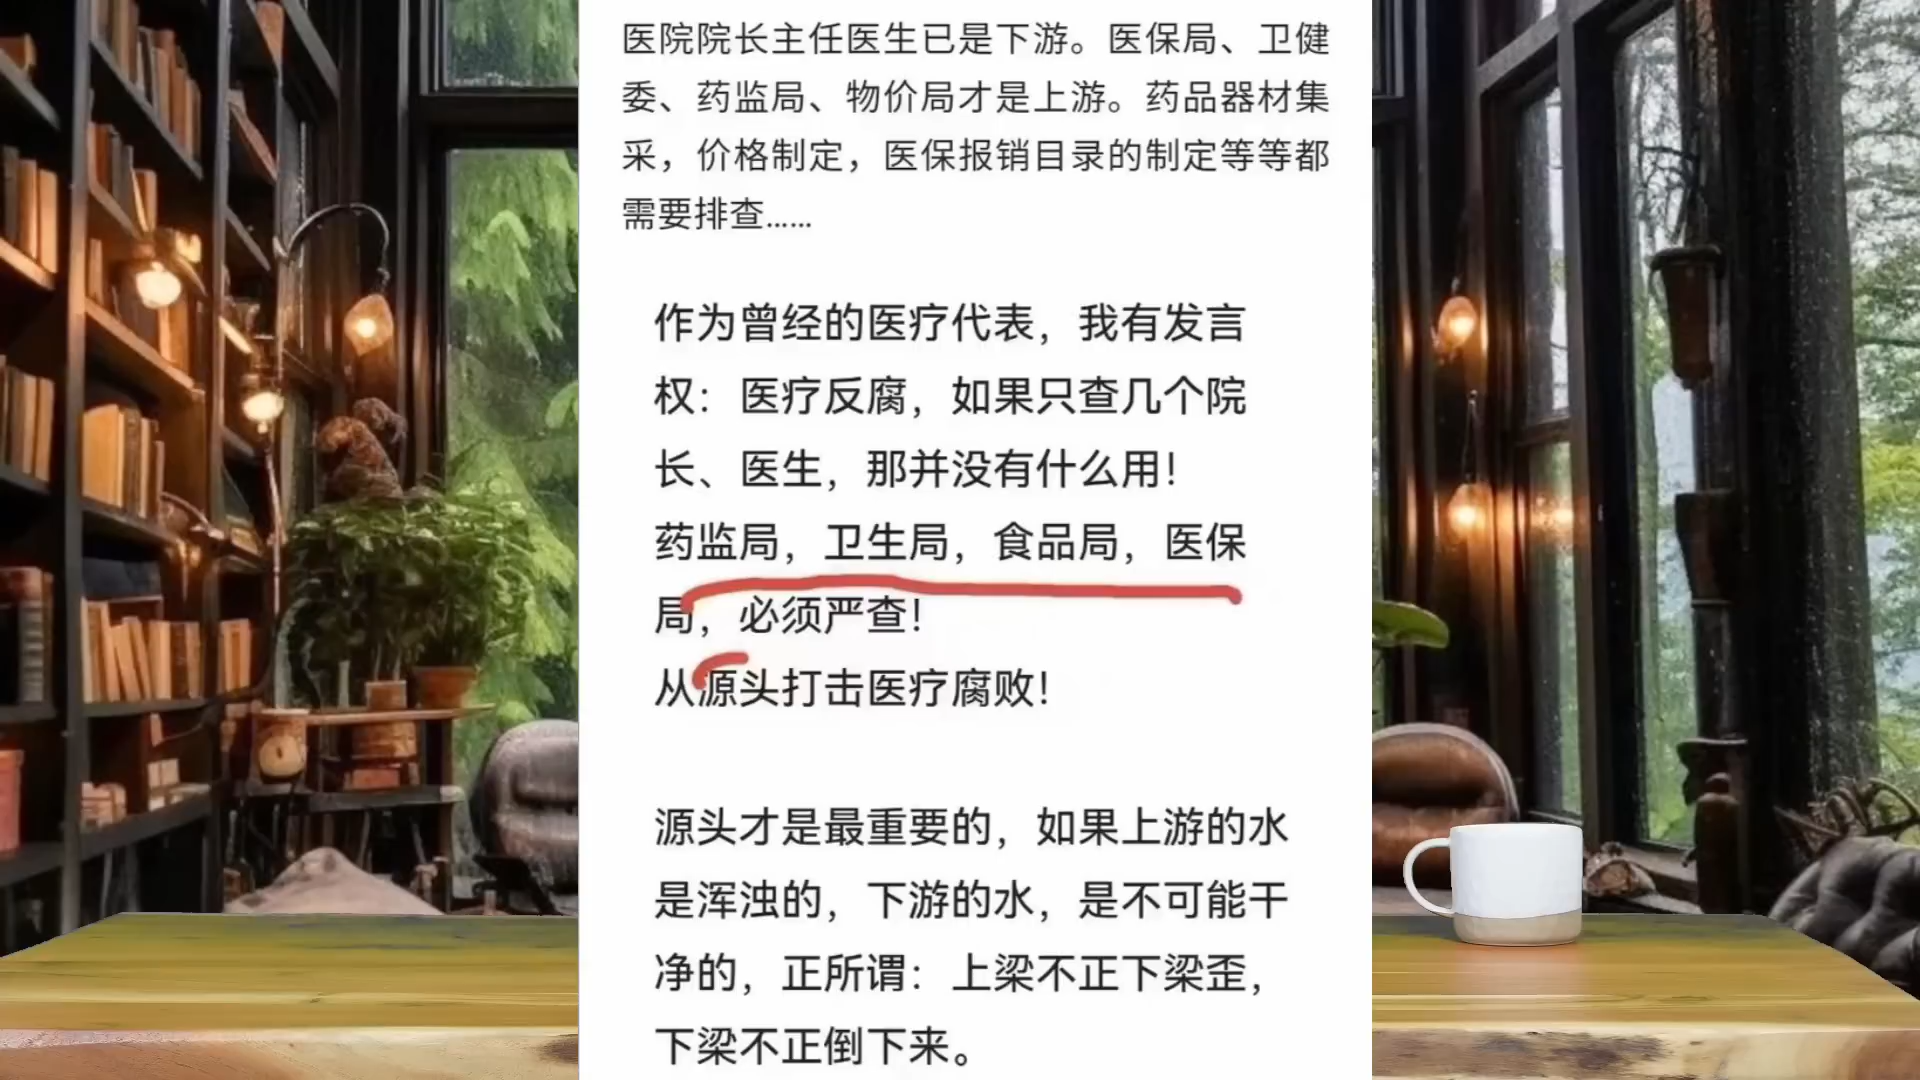 医院院长主任医生已是下游。医保局、卫健
委、药监局、物价局才是上游。药品器材集
采，价格制定，医保报销目录的制定等等都
需要排查……
作为曾经的医疗代表，我有发言
权：医疗反腐，如果只查几个院
长、医生，那并没有什么用！
药监局，卫生局，食品局，医保
局，必须严查！
从源头打击医疗腐败！
源头才是最重要的，如果上游的水
是浑浊的，下游的水，是不可能干
净的，正所谓：上梁不正下梁歪，
下梁不正倒下来。